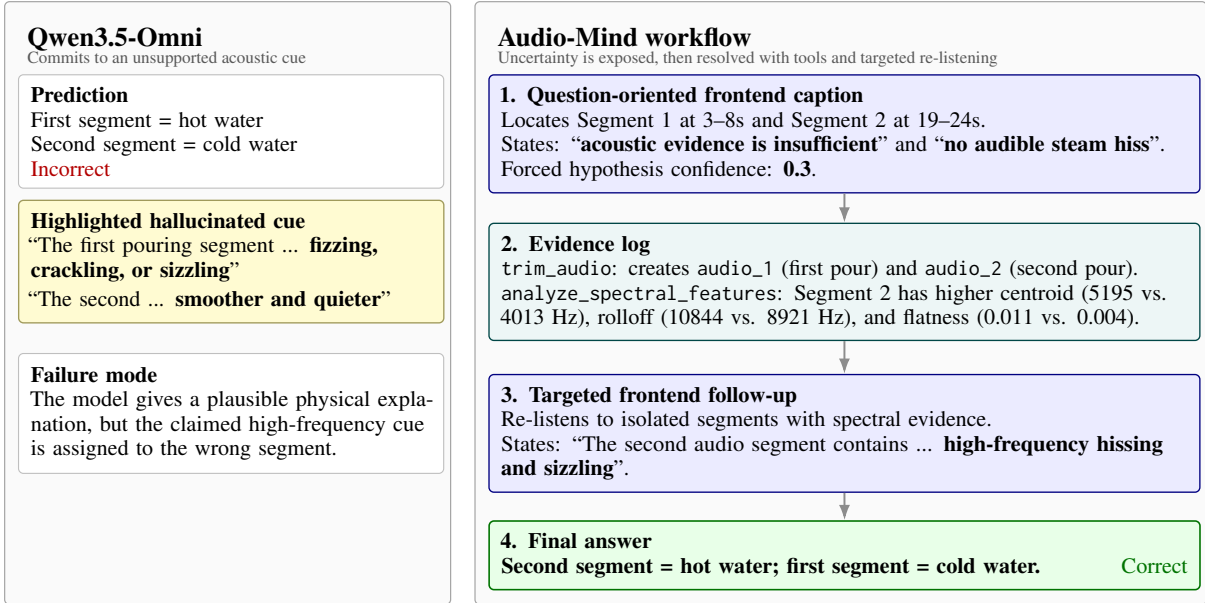 Qwen3.5-Omni
Commits to an unsupported acoustic cue
Prediction
First segment = hot water
Second segment = cold water
Incorrect
Highlighted hallucinated cue
“The first pouring segment ... fizzing,
crackling, or sizzling”
“The second ... smoother and quieter”
Failure mode
The model gives a plausible physical expla-
nation, but the claimed high-frequency cue
is assigned to the wrong segment.
Audio-Mind workflow
Uncertainty is exposed, then resolved with tools and targeted re-listening
1. Question-oriented frontend caption
Locates Segment 1 at 3–8s and Segment 2 at 19–24s.
States: “acoustic evidence is insufficient” and “no audible steam hiss”.
Forced hypothesis confidence: 0.3.
2. Evidence log
trim_audio: creates audio_1 (first pour) and audio_2 (second pour).
analyze_spectral_features: Segment 2 has higher centroid (5195 vs.
4013 Hz), rolloff (10844 vs. 8921 Hz), and flatness (0.011 vs. 0.004).
3. Targeted frontend follow-up
Re-listens to isolated segments with spectral evidence.
States: “The second audio segment contains ... high-frequency hissing
and sizzling”.
4. Final answer
Second segment = hot water; first segment = cold water.
Correct